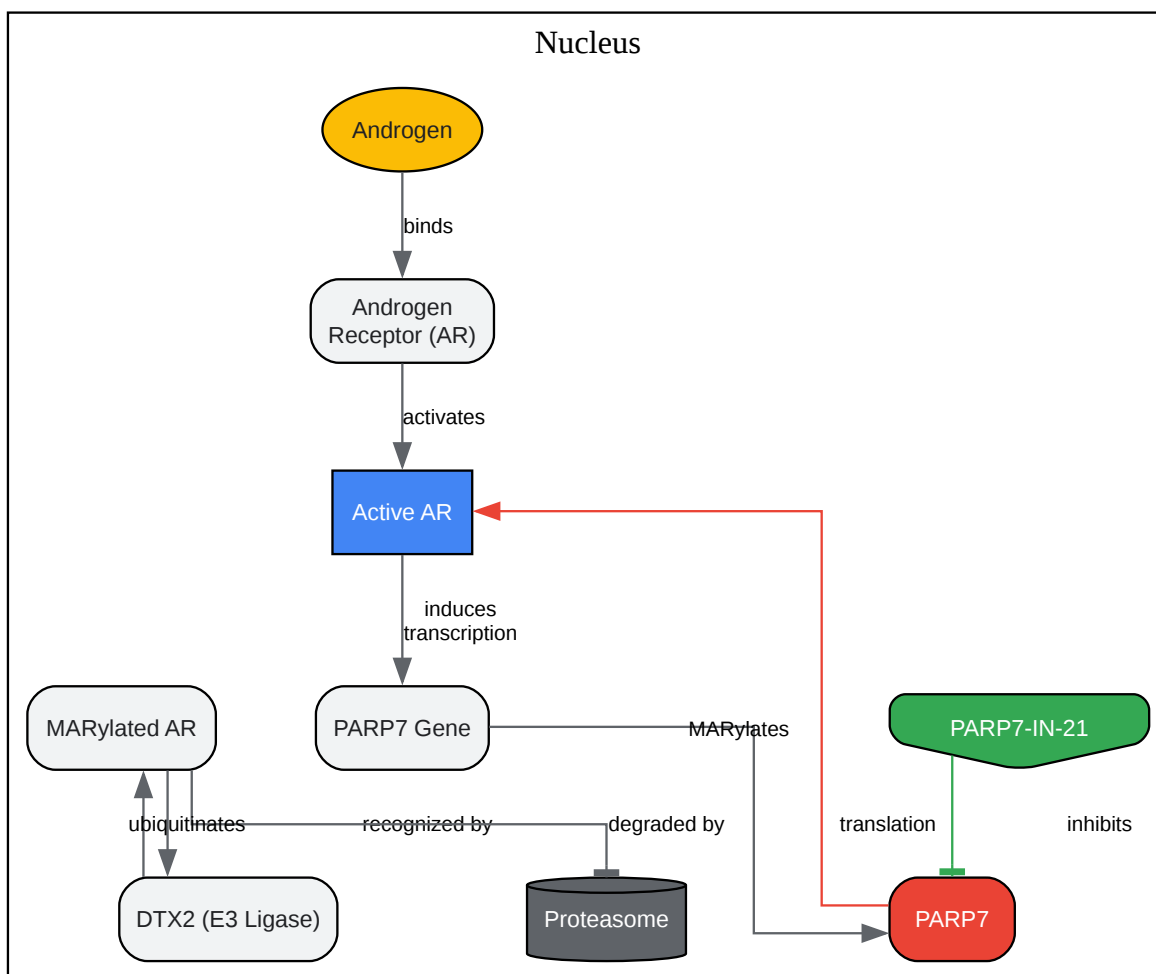 Nucleus
Androgen
binds
Androgen
Receptor (AR)
activates
Active AR
induces
transcription
MARylated AR
PARP7 Gene
MARylates
PARP7-IN-21
ubiquitinates
recognized by
degraded by
translation
inhibits
DTX2 (E3 Ligase)
Proteasome
PARP7